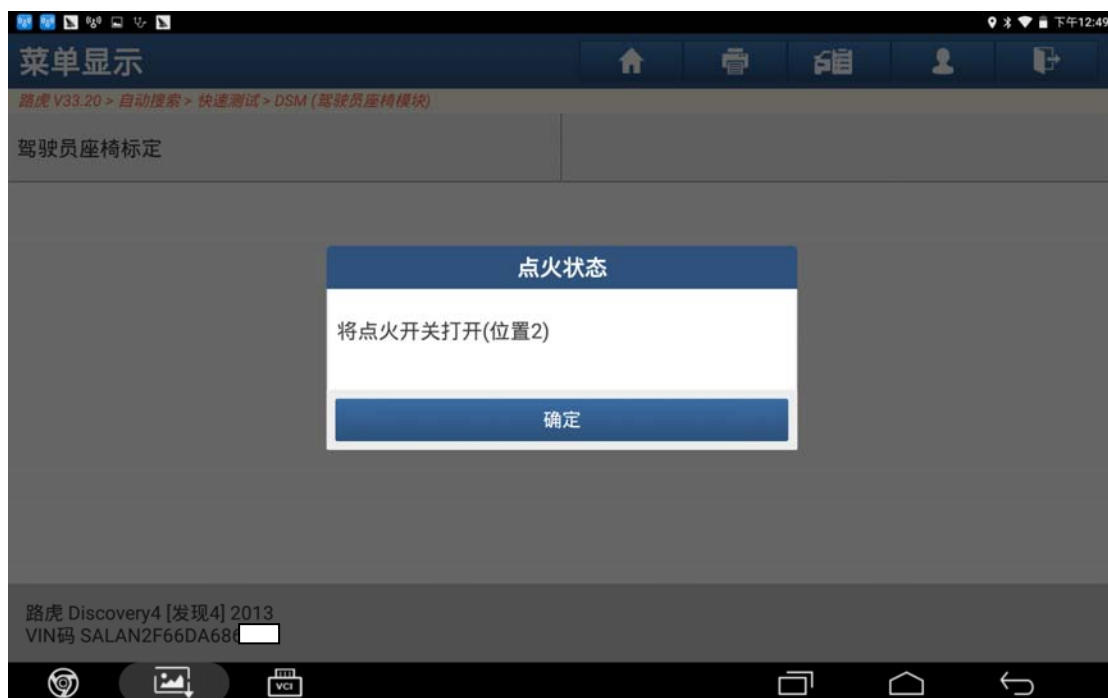 下午12:49
菜单显示
路虎 V33.20 > 自动搜索 > 快速测试 > DSM (驾驶员座椅模块)
驾驶员座椅标定
点火状态
将点火开关打开(位置2)
确定
路虎 Discovery4 [发现4] 2013
VIN码 SALAN2F66DA686
VCI